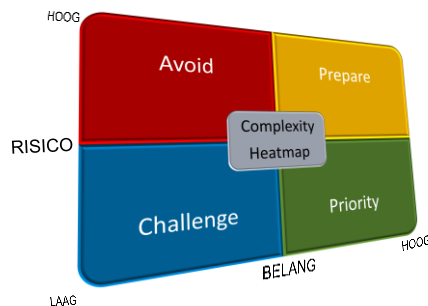 HOOG
Avoid
Prepare
Complexity
Heatmap
RISICO
Challenge
Priority
HOOG
BELANG
LAAG